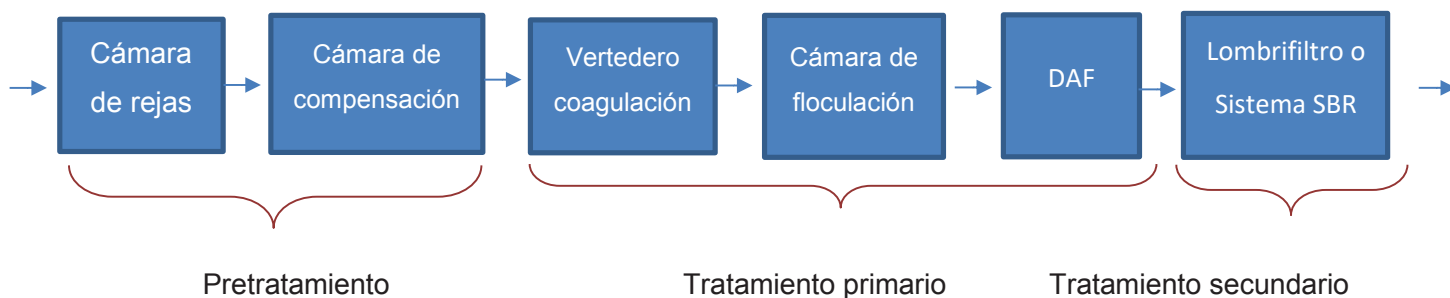 Cámara
de rejas
Cámara de
compensación
Vertedero
coagulación
Cámara de
floculación
DAF
Lombrifiltro o
Sistema SBR
Pretratamiento
Tratamiento primario
Tratamiento secundario